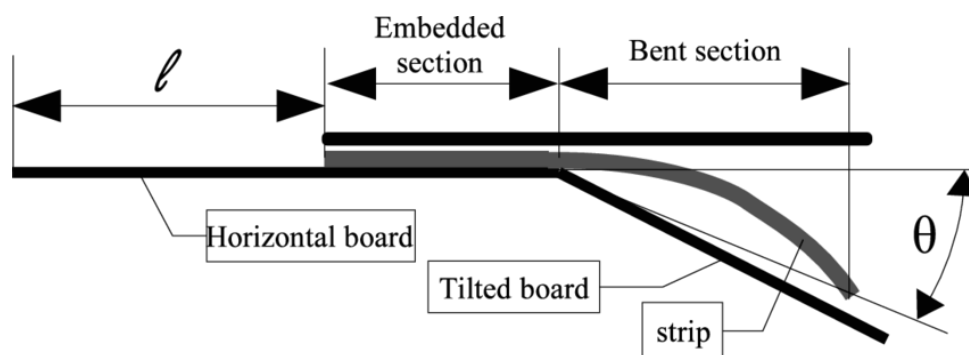 Embedded
section
Bent section
ℓ
Horizontal board
θ
Tilted board
strip